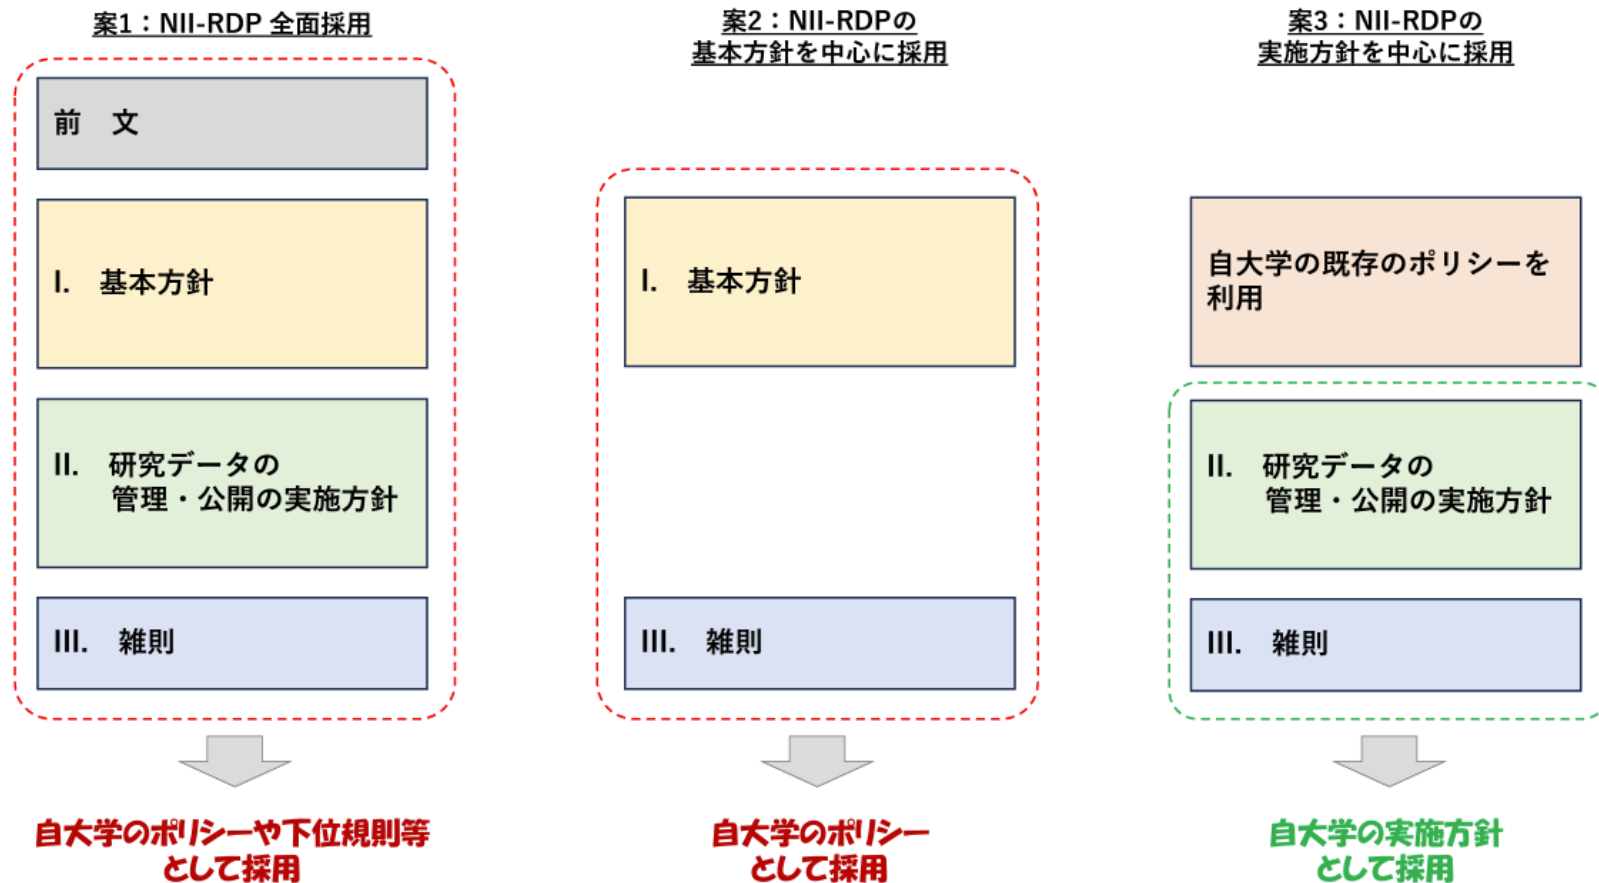 案1：NII-RDP 全面採用
前　文
I.　基本方針
II.　研究データの
管理・公開の実施方針
III.　雑則
自大学のポリシーや下位規則等
として採用
案2：NII-RDPの
基本方針を中心に採用
I.　基本方針
III.　雑則
自大学のポリシー
として採用
案3：NII-RDPの
実施方針を中心に採用
自大学の既存のポリシーを
利用
II.　研究データの
管理・公開の実施方針
III.　雑則
自大学の実施方針
として採用